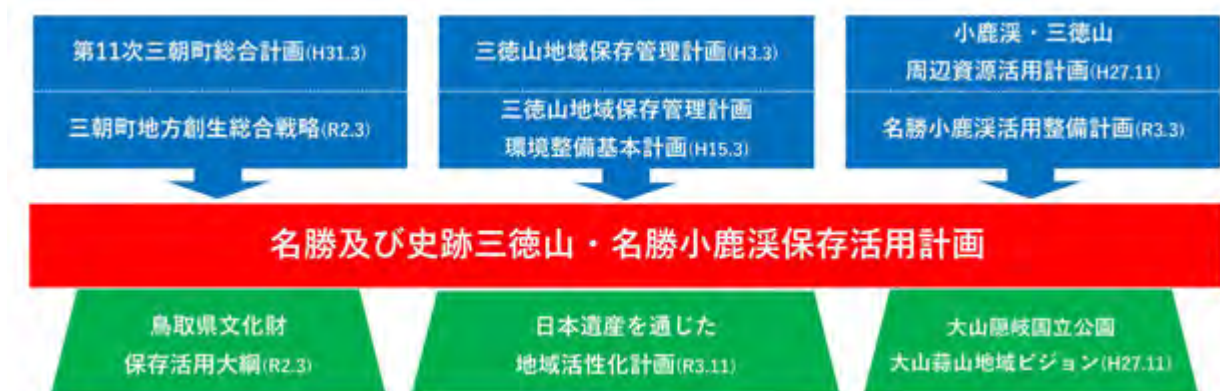 第11次三朝町総合計画(H31.3)
三朝町地方創生総合戦略(R2.3)
三徳山地域保存管理計画(H3.3)
三徳山地域保存管理計画
環境整備基本計画(H15.3)
小鹿渓・三徳山
周辺資源活用計画(H27.11)
名勝小鹿渓活用整備計画(R3.3)
名勝及び史跡三徳山・名勝小鹿渓保存活用計画
鳥取県文化財
保存活用大綱(R2.3)
日本遺産を通じた
地域活性化計画(R3.11)
大山隠岐国立公園
大山蒜山地域ビジョン(H27.11)